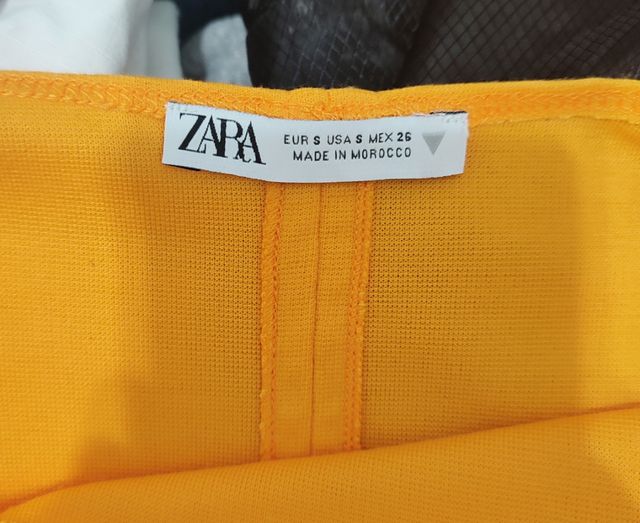 ZARA
EUR S USA S MEX 26
MADE IN MOROCCO